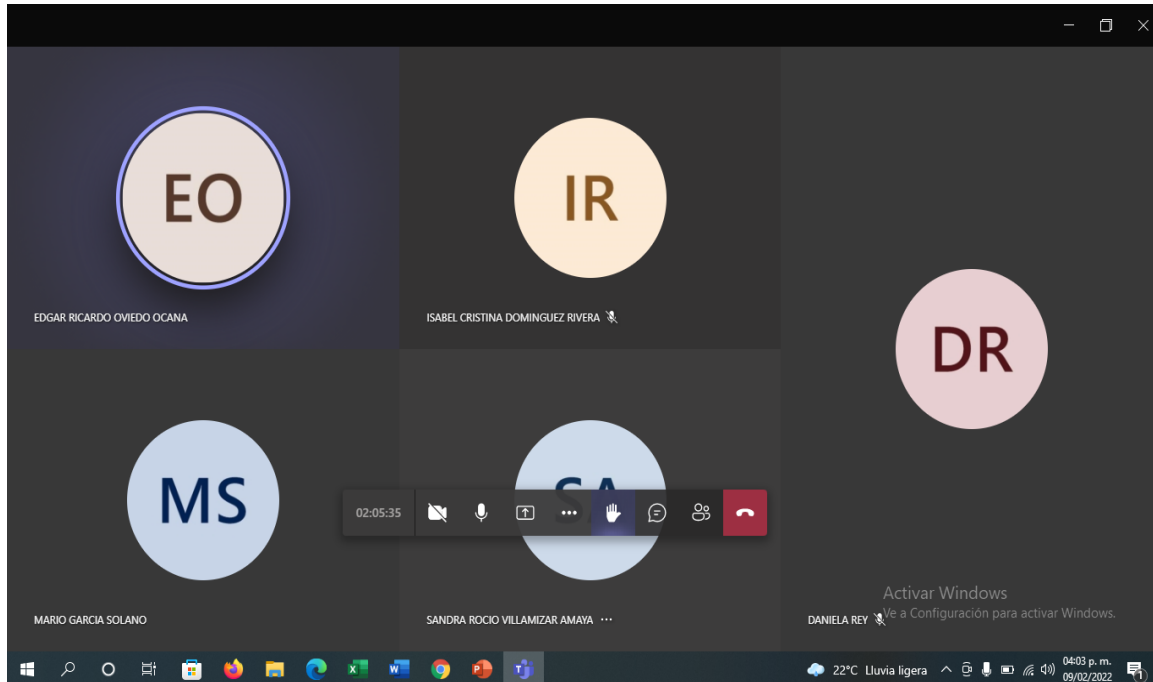 EO
EDGAR RICARDO OVIEDO OCANA
IR
ISABEL CRISTINA DOMINGUEZ RIVERA
DR
DANIELA REY
MS
MARIO GARCIA SOLANO
SA
SANDRA ROCIO VILLAMIZAR AMAYA ···
02:05:35
Activar Windows
Ve a Configuración para activar Windows.
22°C Lluvia ligera
04:03 p. m.
09/02/2022
1